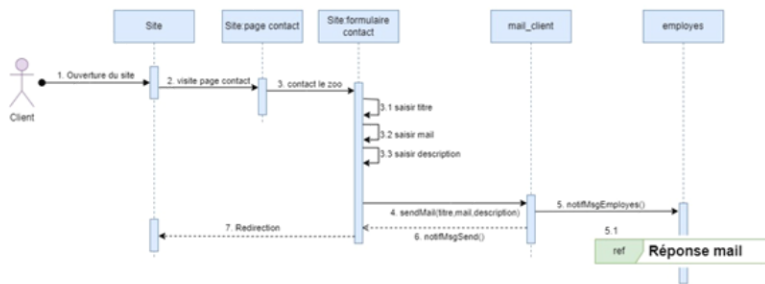 Site
Site:page contact
Site:formulaire
contact
mail_client
employes
Client
1. Ouverture du site
2. visite page contact
3. contact le zoo
3.1 saisir titre
3.2 saisir mail
3.3 saisir description
4. sendMail(titre,mail,description)
5. notifMsgEmployes()
5.1
ref
Réponse mail
6. notifMsgSend()
7. Redirection